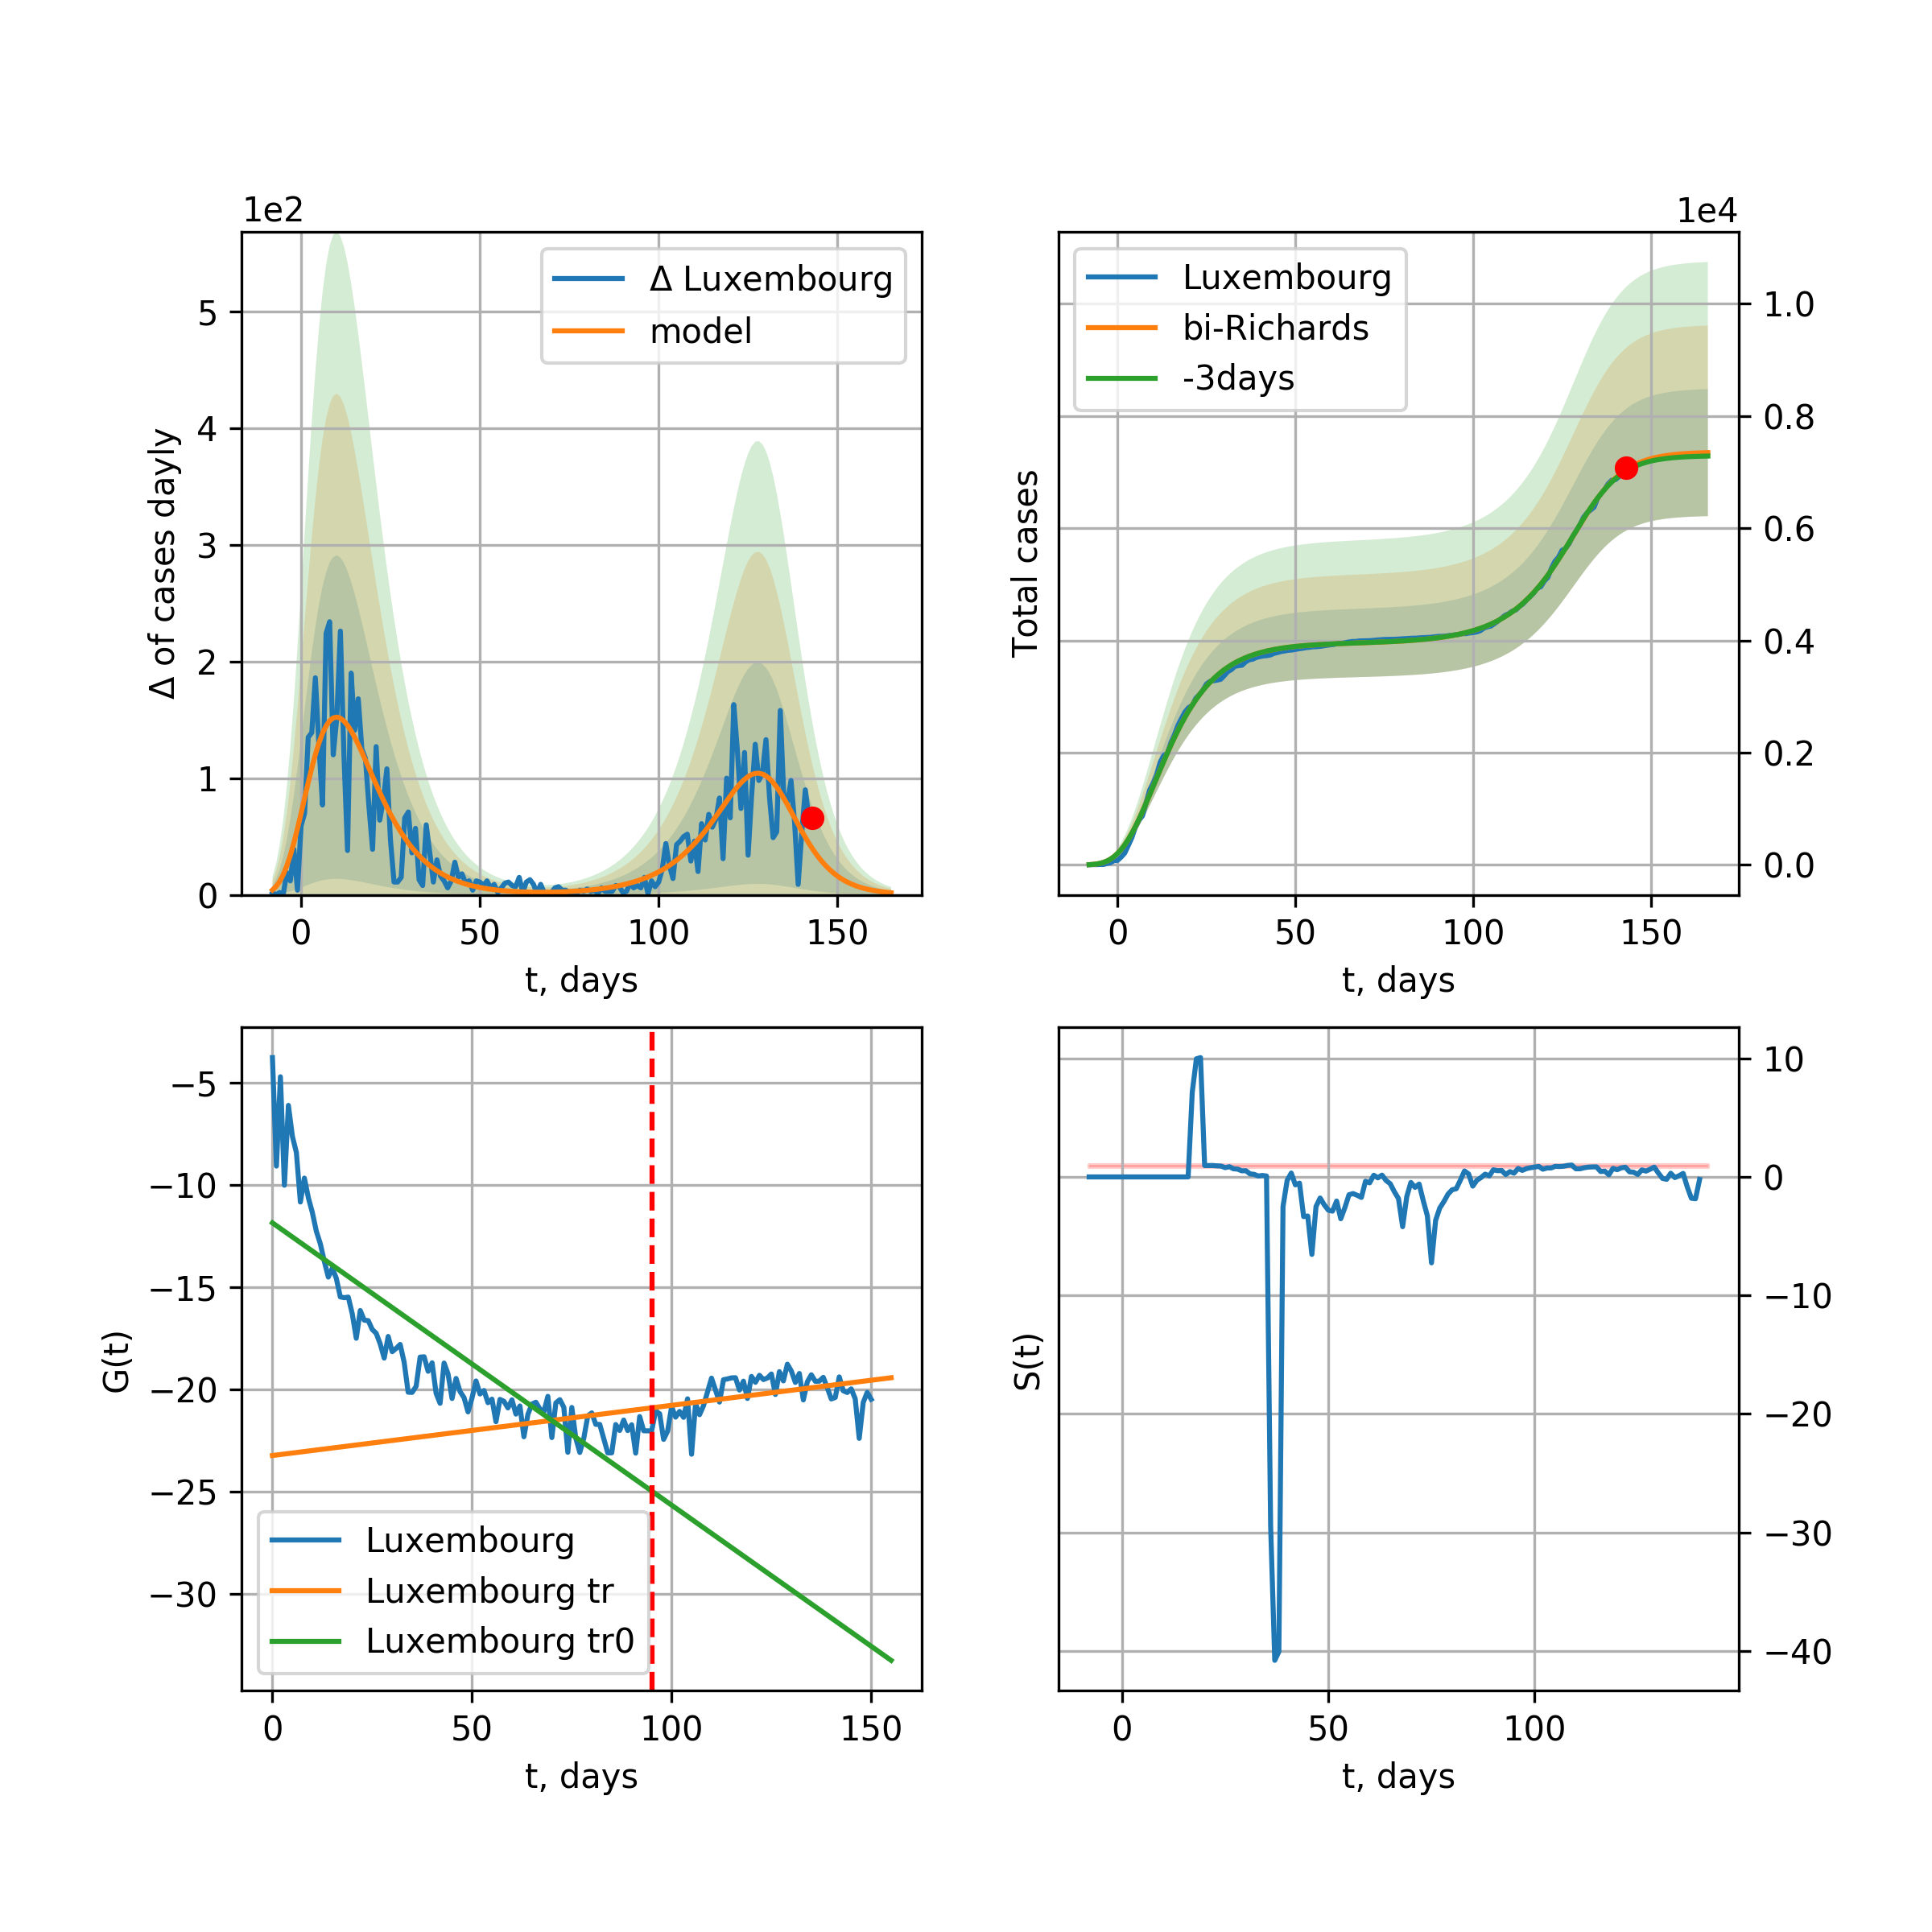 1e2
Δ of cases dayly
5
4
3
2
1
0
Δ Luxembourg
model
0 50 100 150
t, days
1e4
Total cases
Luxembourg
bi-Richards
-3days
1.0
0.8
0.6
0.4
0.2
0.0
0 50 100 150
t, days
G(t)
−5
−10
−15
−20
−25
−30
Luxembourg
Luxembourg tr
Luxembourg tr0
0 50 100 150
t, days
S(t)
10
0
−10
−20
−30
−40
0 50 100
t, days